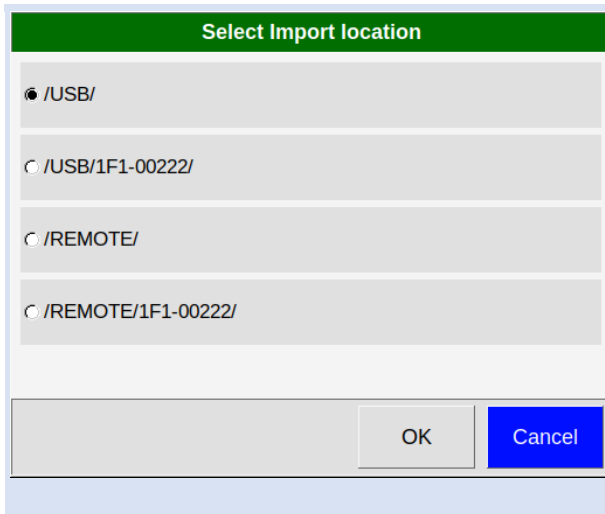 Select Import location
/USB/
/USB/1F1-00222/
/REMOTE/
/REMOTE/1F1-00222/
OK
Cancel